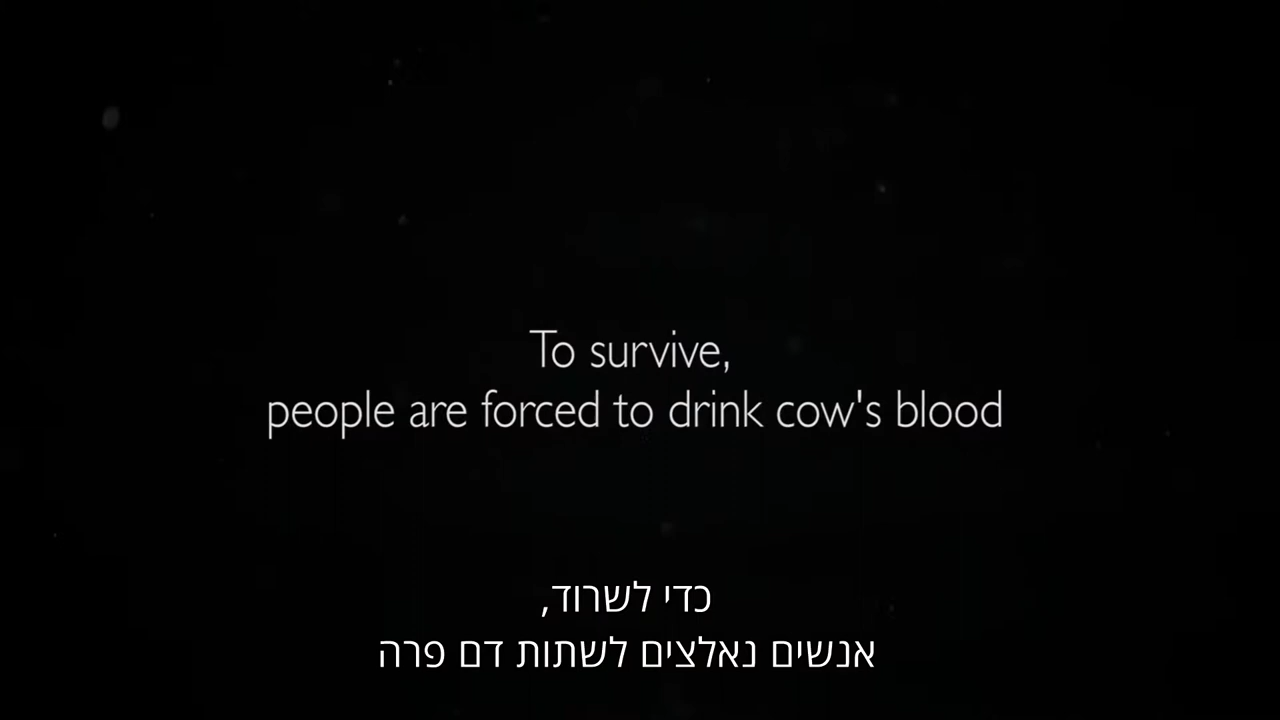 To survive,
people are forced to drink cow's blood
כדי לשרוד,
אנשים נאלצים לשתות דם פרה